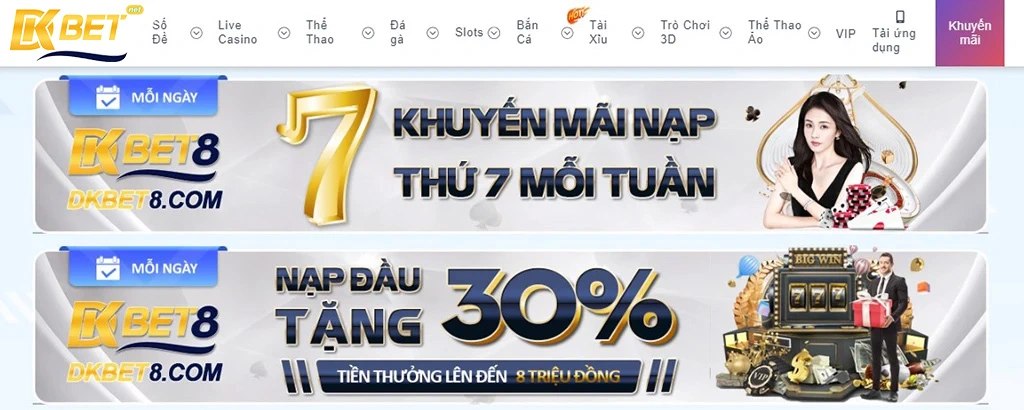 DKBET
.net
Số Đề
Live Casino
Thể Thao
Đá gà
Slots
Bắn Cá
HOT
Tài Xỉu
Trò Chơi 3D
Thể Thao Ảo
VIP
Tải ứng dụng
Khuyến mãi
MỖI NGÀY
DKBET8
DKBET8.COM
7
KHUYẾN MÃI NẠP
THỨ 7 MỖI TUẦN
MỖI NGÀY
DKBET8
DKBET8.COM
NẠP ĐẦU
TẶNG
30%
TIỀN THƯỞNG LÊN ĐẾN 8 TRIỆU ĐỒNG
BIG WIN
777
VIP